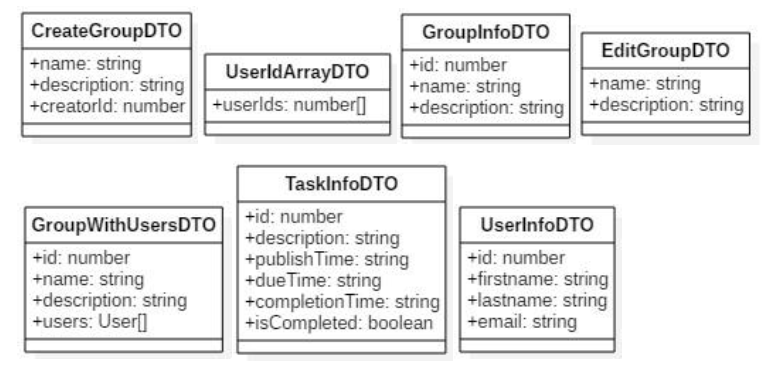 CreateGroupDTO
+name: string
+description: string
+creatorId: number
UserIdArrayDTO
+userIds: number[]
GroupInfoDTO
+id: number
+name: string
+description: string
EditGroupDTO
+name: string
+description: string
GroupWithUsersDTO
+id: number
+name: string
+description: string
+users: User[]
TaskInfoDTO
+id: number
+description: string
+publishTime: string
+dueTime: string
+completionTime: string
+isCompleted: boolean
UserInfoDTO
+id: number
+firstname: string
+lastname: string
+email: string